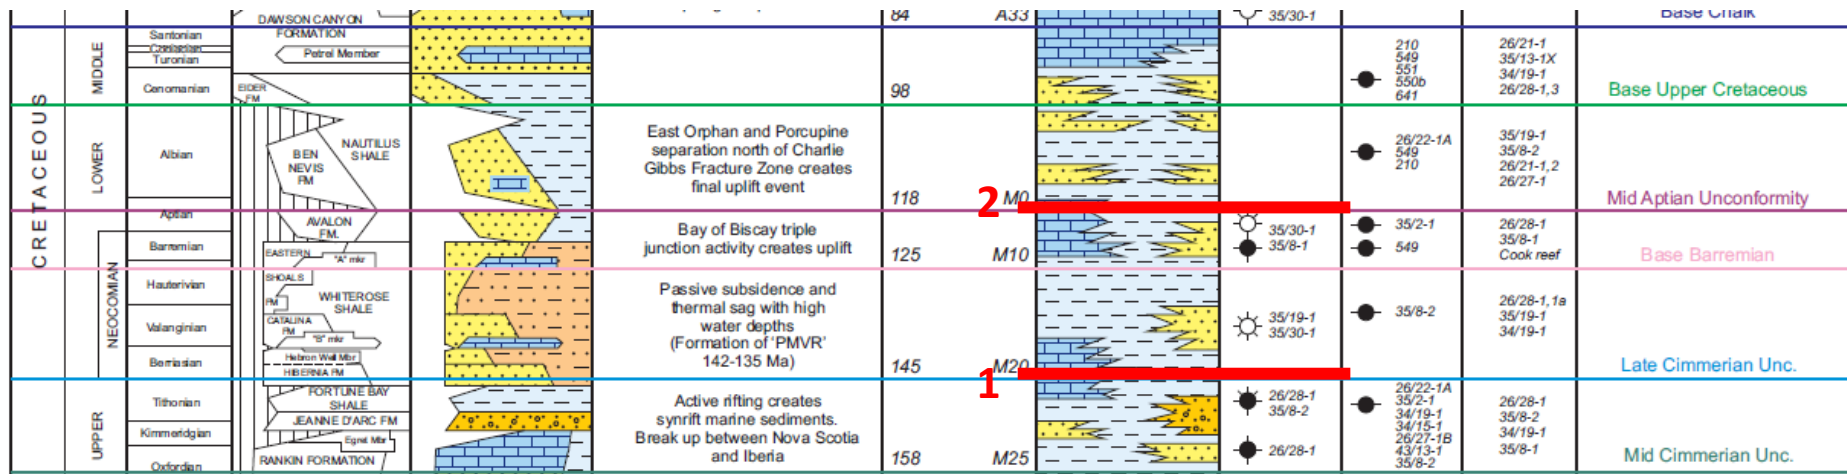 DAWSON CANYON
FORMATION
84
A33
35/30-1
Base Chalk
CRETACEOUS
MIDDLE
Santonian
Coniacian
Turonian
Petrel Member
Cenomanian
EIDER
FM
98
210
549
551
550b
641
26/21-1
35/13-1X
34/19-1
26/28-1,3
Base Upper Cretaceous
LOWER
Albian
BEN
NEVIS
FM
NAUTILUS
SHALE
East Orphan and Porcupine
separation north of Charlie
Gibbs Fracture Zone creates
final uplift event
118
M0
2
26/22-1A
549
210
35/19-1
35/8-2
26/21-1,2
26/27-1
Mid Aptian Unconformity
Aptian
AVALON
FM.
NEOCOMIAN
Barremian
EASTERN
"A" mkr
Bay of Biscay triple
junction activity creates uplift
125
M10
35/30-1
35/8-1
35/2-1
549
26/28-1
35/8-1
Cook reef
Base Barremian
Hauterivian
SHOALS
FM
WHITEROSE
SHALE
Valanginian
CATALINA
FM
"B" mkr
Berriasian
Hebron Well Mbr
HIBERNIA FM
Passive subsidence and
thermal sag with high
water depths
(Formation of 'PMVR'
142-135 Ma)
145
M20
1
35/19-1
35/30-1
35/8-2
26/28-1,1a
35/19-1
34/19-1
Late Cimmerian Unc.
UPPER
Tithonian
FORTUNE BAY
SHALE
JEANNE D'ARC FM
Kimmeridgian
Egret Mbr
Oxfordian
RANKIN FORMATION
Active rifting creates
synrift marine sediments.
Break up between Nova Scotia
and Iberia
158
M25
26/28-1
35/8-2
26/28-1
26/22-1A
35/2-1
34/19-1
34/15-1
26/27-1B
43/13-1
35/8-2
26/28-1
35/8-2
34/19-1
35/8-1
Mid Cimmerian Unc.